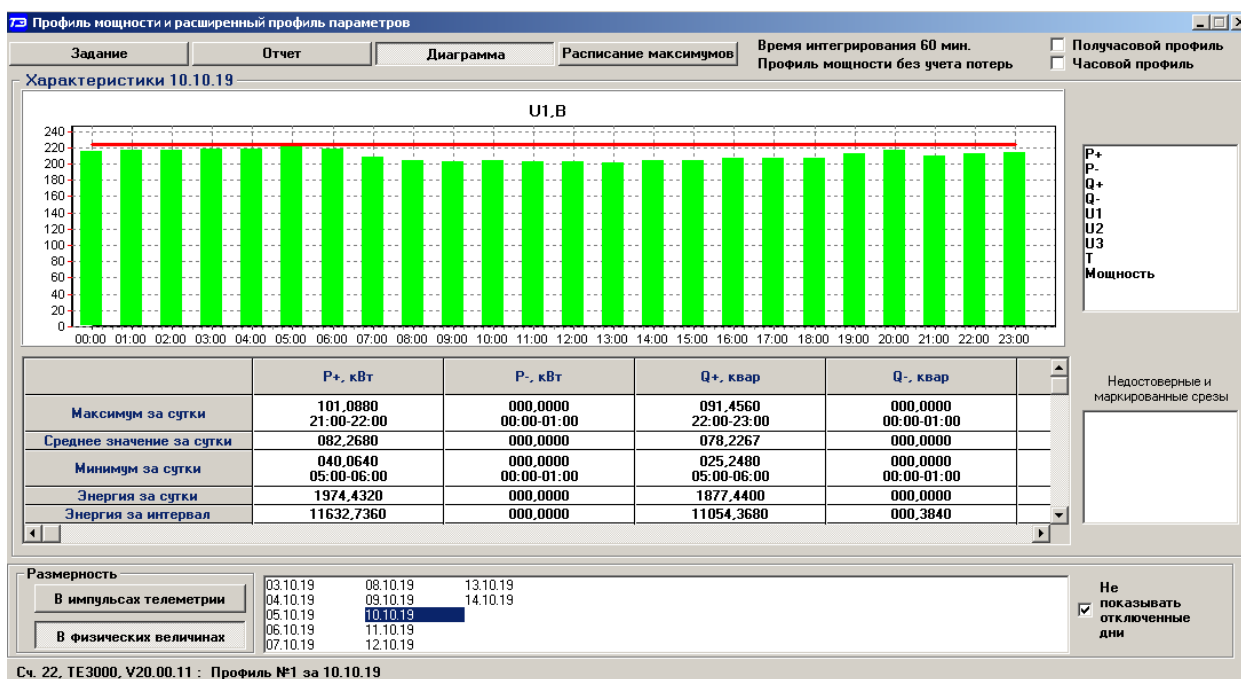 ТЭ Профиль мощности и расширенный профиль параметров
Задание Отчет Диаграмма Расписание максимумов
Время интегрирования 60 мин.
Профиль мощности без учета потерь
Получасовой профиль
Часовой профиль
Характеристики 10.10.19
U1,В
240
220
200
180
160
140
120
100
80
60
40
20
0
00:00 01:00 02:00 03:00 04:00 05:00 06:00 07:00 08:00 09:00 10:00 11:00 12:00 13:00 14:00 15:00 16:00 17:00 18:00 19:00 20:00 21:00 22:00 23:00
P+
P-
Q+
Q-
U1
U2
U3
T
Мощность
P+, кВт P-, кВт Q+, квар Q-, квар
Максимум за сутки 101,0880 000,0000 091,4560 000,0000
21:00-22:00 00:00-01:00 22:00-23:00 00:00-01:00
Среднее значение за сутки 082,2680 000,0000 078,2267 000,0000
Минимум за сутки 040,0640 000,0000 025,2480 000,0000
05:00-06:00 00:00-01:00 05:00-06:00 00:00-01:00
Энергия за сутки 1974,4320 000,0000 1877,4400 000,0000
Энергия за интервал 11632,7360 000,0000 11054,3680 000,3840
Недостоверные и
маркированные срезы
Размерность
В импульсах телеметрии
В физических величинах
03.10.19 08.10.19 13.10.19
04.10.19 09.10.19 14.10.19
05.10.19 10.10.19
06.10.19 11.10.19
07.10.19 12.10.19
Не
показывать
отключенные
дни
Сч. 22, TE3000, V20.00.11 : Профиль №1 за 10.10.19